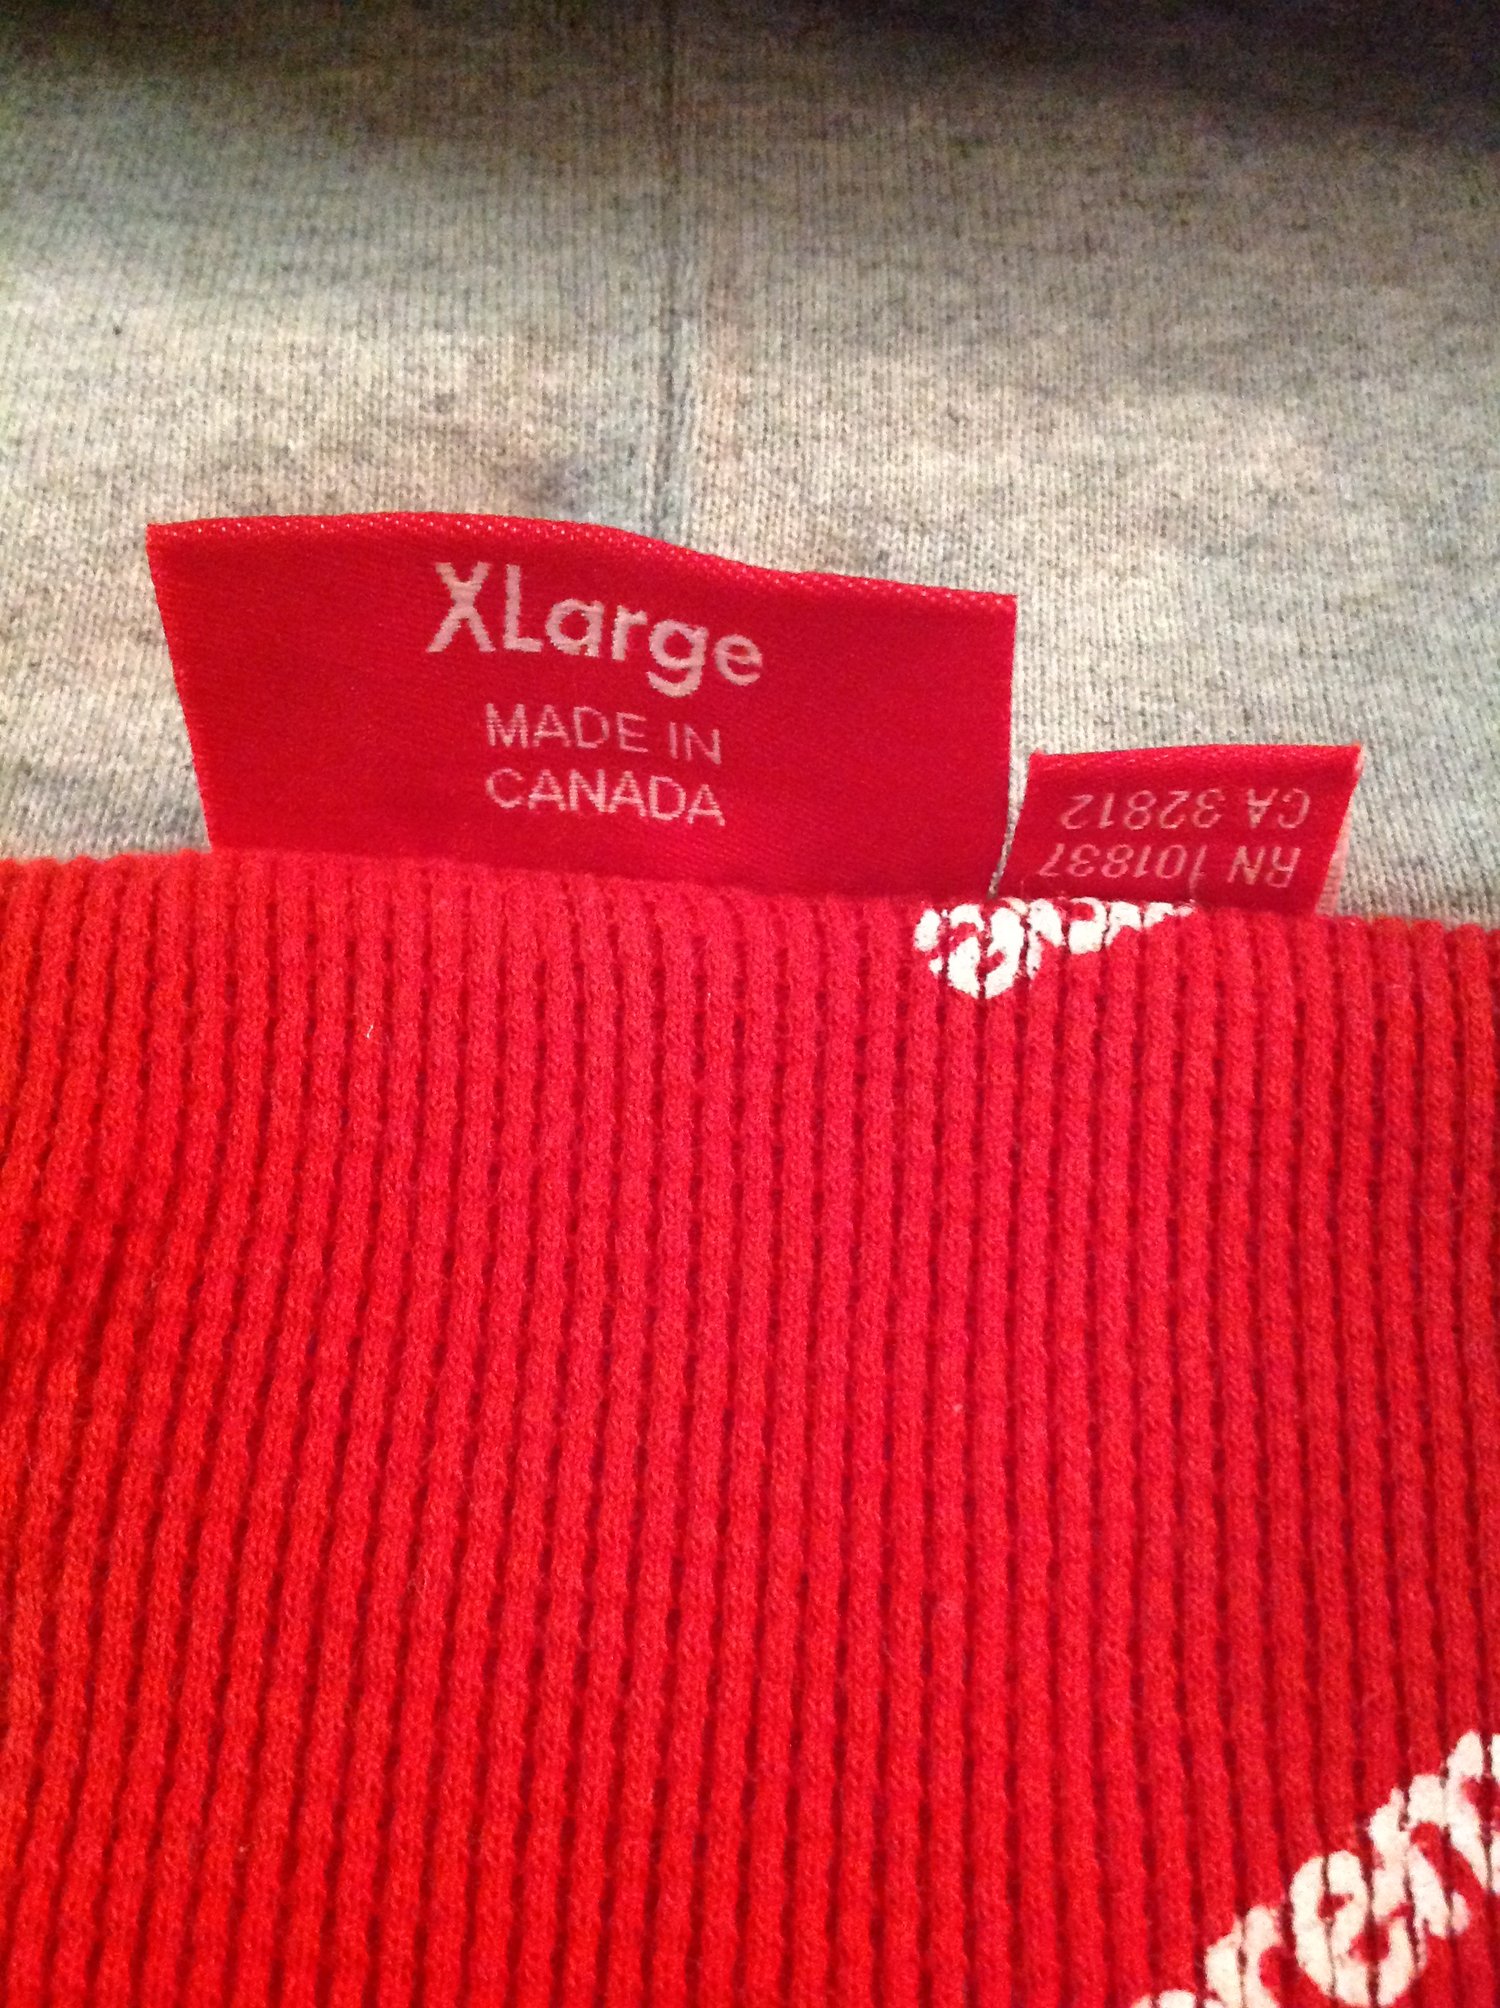 XLarge
MADE IN
CANADA
RN 101837
CA 32812